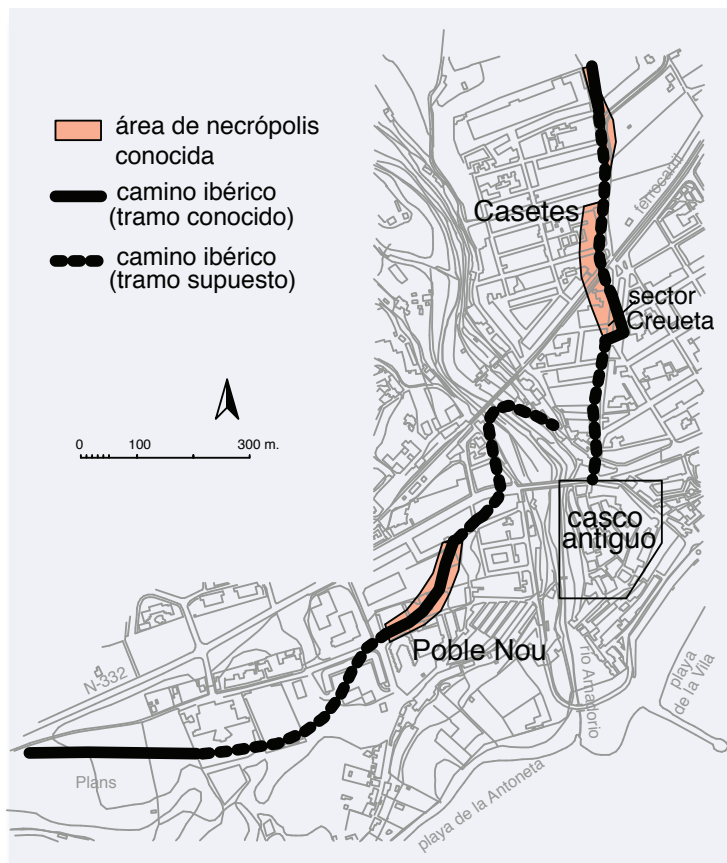 área de necrópolis
conocida
camino ibérico
(tramo conocido)
camino ibérico
(tramo supuesto)
0 100 300 m.
Casetes
ferrocarril
sector
Creueta
casco
antiguo
Poble Nou
N-332
Plans
río Amadorio
playa
de la Vila
playa de la Antoneta